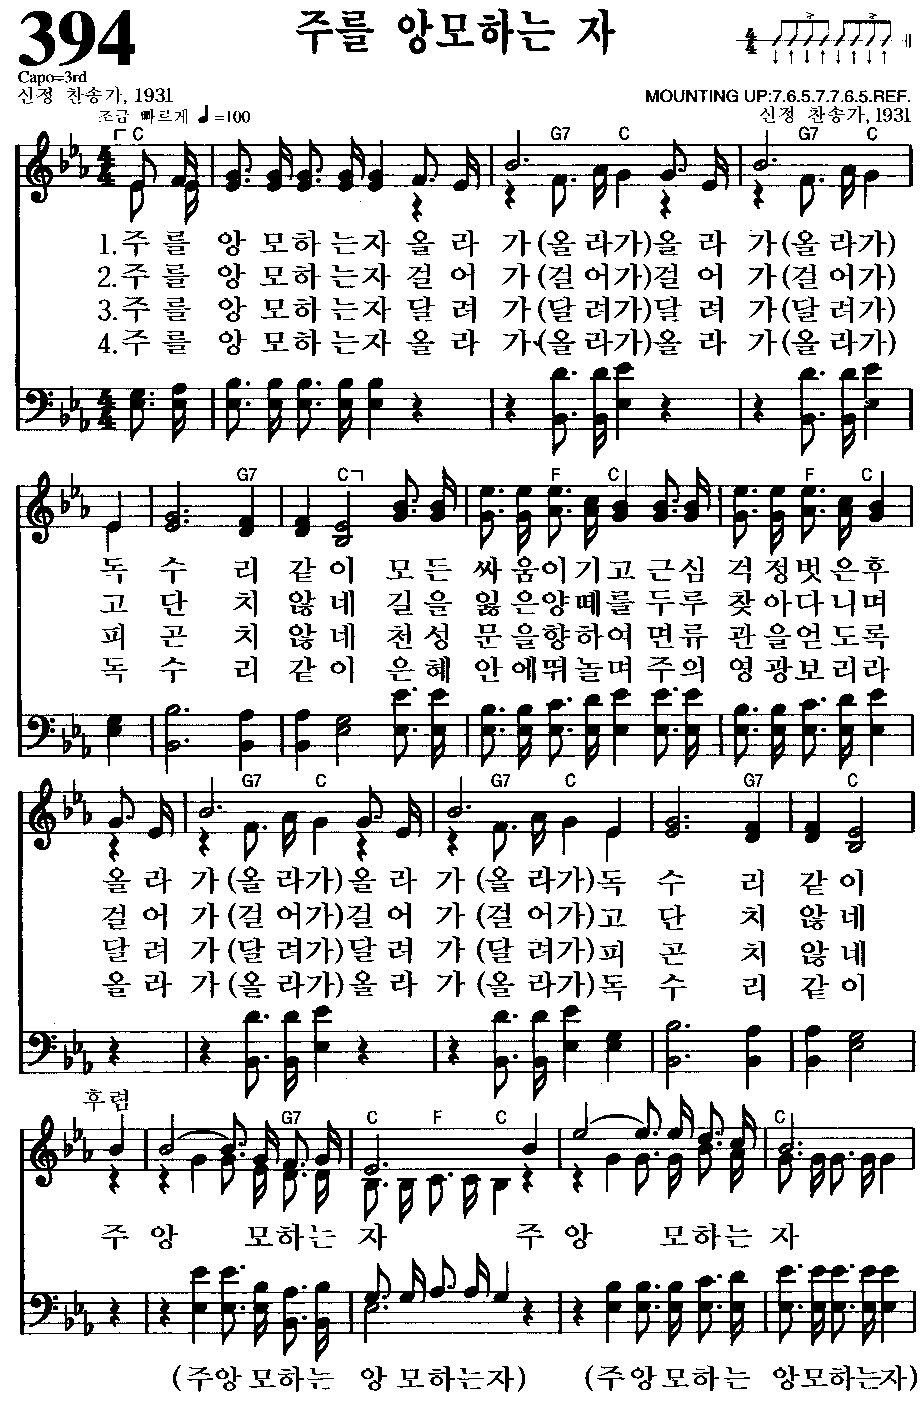 394
주를 앙모하는 자
Capo=3rd
신정 찬송가, 1931
MOUNTING UP:7.6.5.7.7.6.5.REF.
신정 찬송가, 1931
조금 빠르게 ♩=100
C G7 C G7 C
1.주 를 앙 모하 는자 올 라 가 (올 라가) 올 라 가 (올 라가)
2.주 를 앙 모하 는자 걸 어 가 (걸 어가) 걸 어 가 (걸 어가)
3.주 를 앙 모하 는자 달 려 가 (달 려가) 달 려 가 (달 려가)
4.주 를 앙 모하 는자 올 라 가 (올 라가) 올 라 가 (올 라가)
G7 C F C F C
독 수 리 같 이 모 든 싸 움이 기 고 근 심 걱 정벗 은후
고 단 치 않 네 길 을 잃 은양 떼를 두 루 찾 아다 니며
피 곤 치 않 네 천 성 문 을향 하여 면 류 관 을얻 도록
독 수 리 같 이 은 혜 안 에뛰 놀며 주 의 영 광보 리라
G7 C G7 C G7 C
올 라 가 (올 라가) 올 라 가 (올 라가) 독 수 리 같 이
걸 어 가 (걸 어가) 걸 어 가 (걸 어가) 고 단 치 않 네
달 려 가 (달 려가) 달 려 가 (달 려가) 피 곤 치 않 네
올 라 가 (올 라가) 올 라 가 (올 라가) 독 수 리 같 이
후렴
G7 C F C C
주 앙 모하는 자 주 앙 모하는 자
(주앙 모하는 앙 모하는자) (주앙 모하는 앙모하는자)